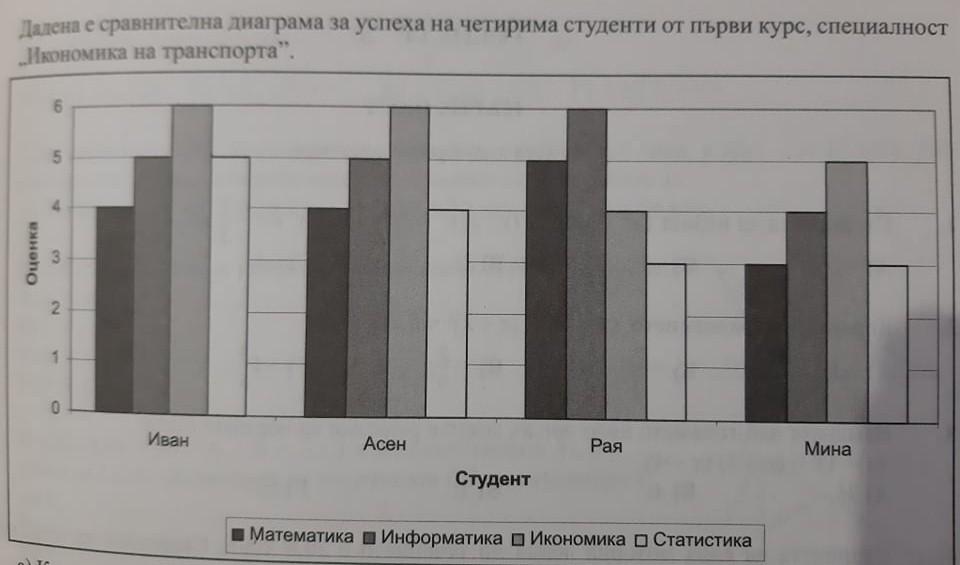 Дадена е сравнителна диаграма за успеха на четирима студенти от първи курс, специалност
„Икономика на транспорта”.
6
5
4
3
2
1
0
Оценка
Иван Асен Рая Мина
Студент
Математика Информатика Икономика Статистика